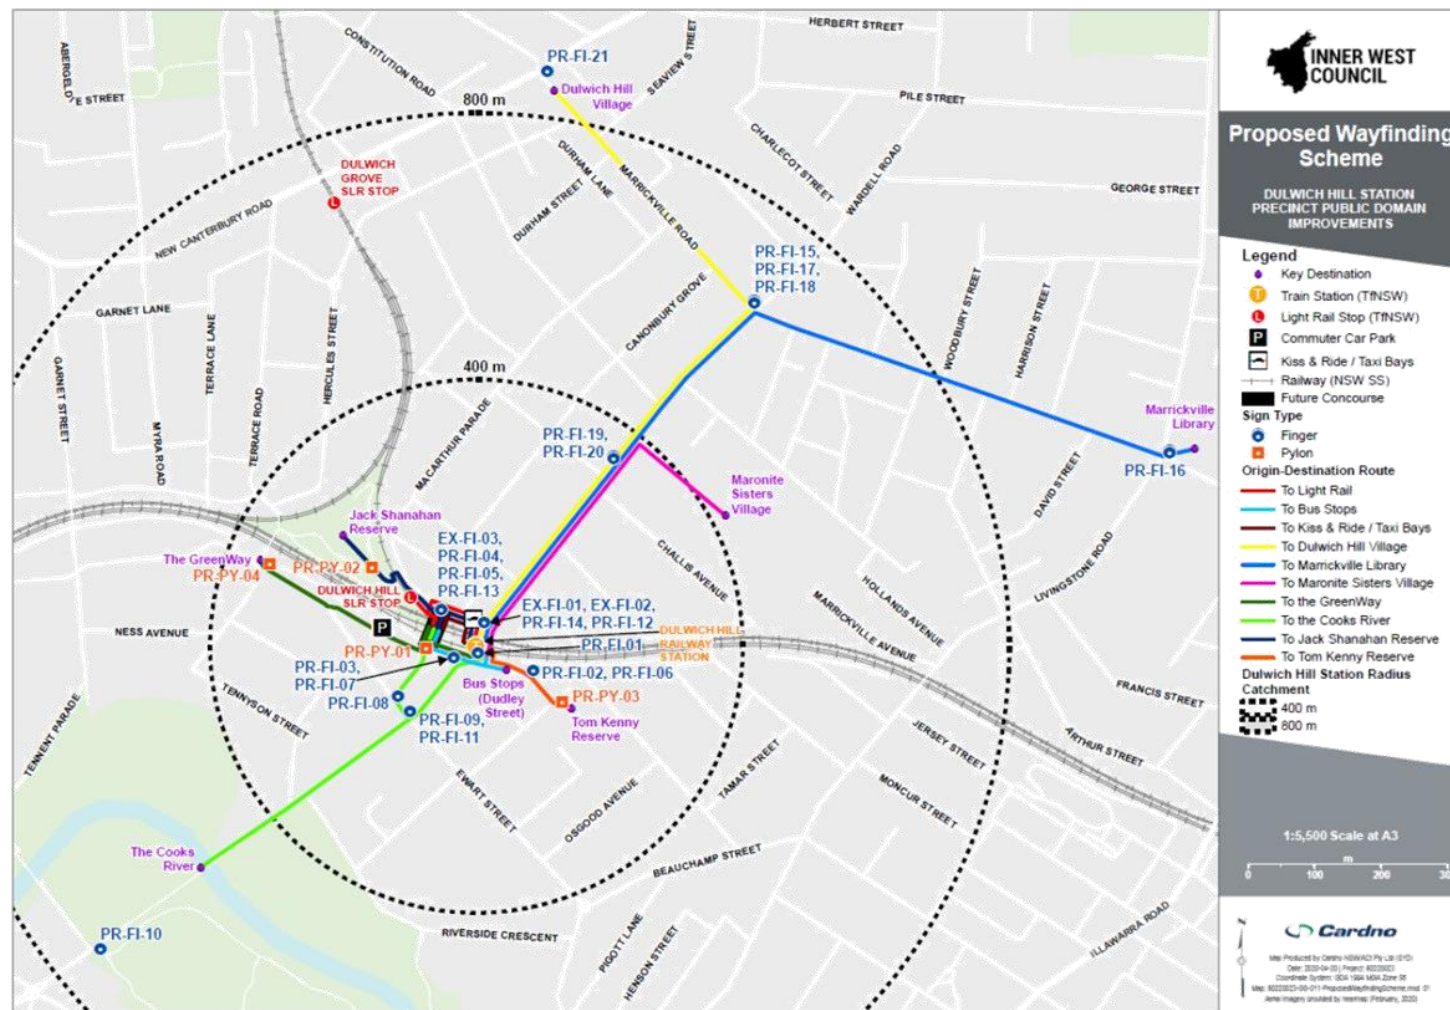 HERBERT STREET
CONSTITUTION ROAD
SEAVIEW STREET
PR-FI-21
Dulwich Hill
Village
800 m
PILE STREET
CHARLECOT STREET
WARDELL ROAD
GEORGE STREET
DULWICH
GROVE
SLR STOP
DURHAM LANE
DURHAM STREET
MARRICKVILLE ROAD
NEW CANTERBURY ROAD
PR-FI-15,
PR-FI-17,
PR-FI-18
CANONBURY GROVE
WOODBURY STREET
HARRISON STREET
GARNET LANE
GARNET STREET
TERRACE LANE
HERCULES STREET
TERRACE ROAD
MYRA ROAD
400 m
MACARTHUR PARADE
PR-FI-19,
PR-FI-20
Marrickville
Library
PR-FI-16
DAVID STREET
Maronite
Sisters
Village
Jack Shanahan
Reserve
EX-FI-03,
PR-FI-04,
PR-FI-05,
PR-FI-13
CHALLIS AVENUE
HOLLANDS AVENUE
LIVINGSTONE ROAD
MARRICKVILLE AVENUE
The GreenWay
PR-PY-04
PR-PY-02
DULWICH HILL
SLR STOP
EX-FI-01, EX-FI-02,
PR-FI-14, PR-FI-12
DULWICH HILL
RAILWAY
STATION
PR-FI-01
NESS AVENUE
P
PR-PY-01
PR-FI-03,
PR-FI-07
PR-FI-08
Bus Stops
(Dudley
Street)
PR-FI-02, PR-FI-06
PR-PY-03
Tom Kenny
Reserve
PR-FI-09,
PR-FI-11
TENNYSON STREET
TENNENT PARADE
FRANCIS STREET
ARTHUR STREET
JERSEY STREET
TAMAR STREET
MONCUR STREET
EWART STREET
OSGOOD AVENUE
BEAUCHAMP STREET
The Cooks
River
PR-FI-10
RIVERSIDE CRESCENT
PIGOTT LANE
HENSON STREET
ILLAWARRA ROAD
INNER WEST
COUNCIL
Proposed Wayfinding
Scheme
DULWICH HILL STATION
PRECINCT PUBLIC DOMAIN
IMPROVEMENTS
Legend
Key Destination
T Train Station (TfNSW)
L Light Rail Stop (TfNSW)
P Commuter Car Park
Kiss & Ride / Taxi Bays
Railway (NSW SS)
Future Concourse
Sign Type
Finger
Pylon
Origin-Destination Route
To Light Rail
To Bus Stops
To Kiss & Ride / Taxi Bays
To Dulwich Hill Village
To Marrickville Library
To Maronite Sisters Village
To the GreenWay
To the Cooks River
To Jack Shanahan Reserve
To Tom Kenny Reserve
Dulwich Hill Station Radius
Catchment
400 m
800 m
1:5,500 Scale at A3
m
0 100 200
Cardno